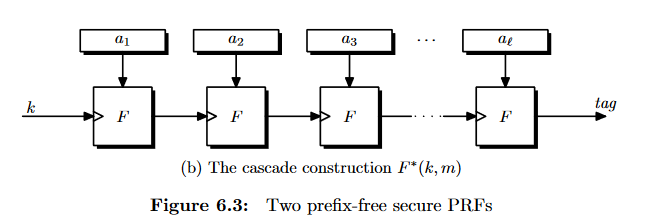 a₁ a₂ a₃ ··· aℓ
k F F F ···· F tag
(b) The cascade construction F*(k, m)
Figure 6.3: Two prefix-free secure PRFs